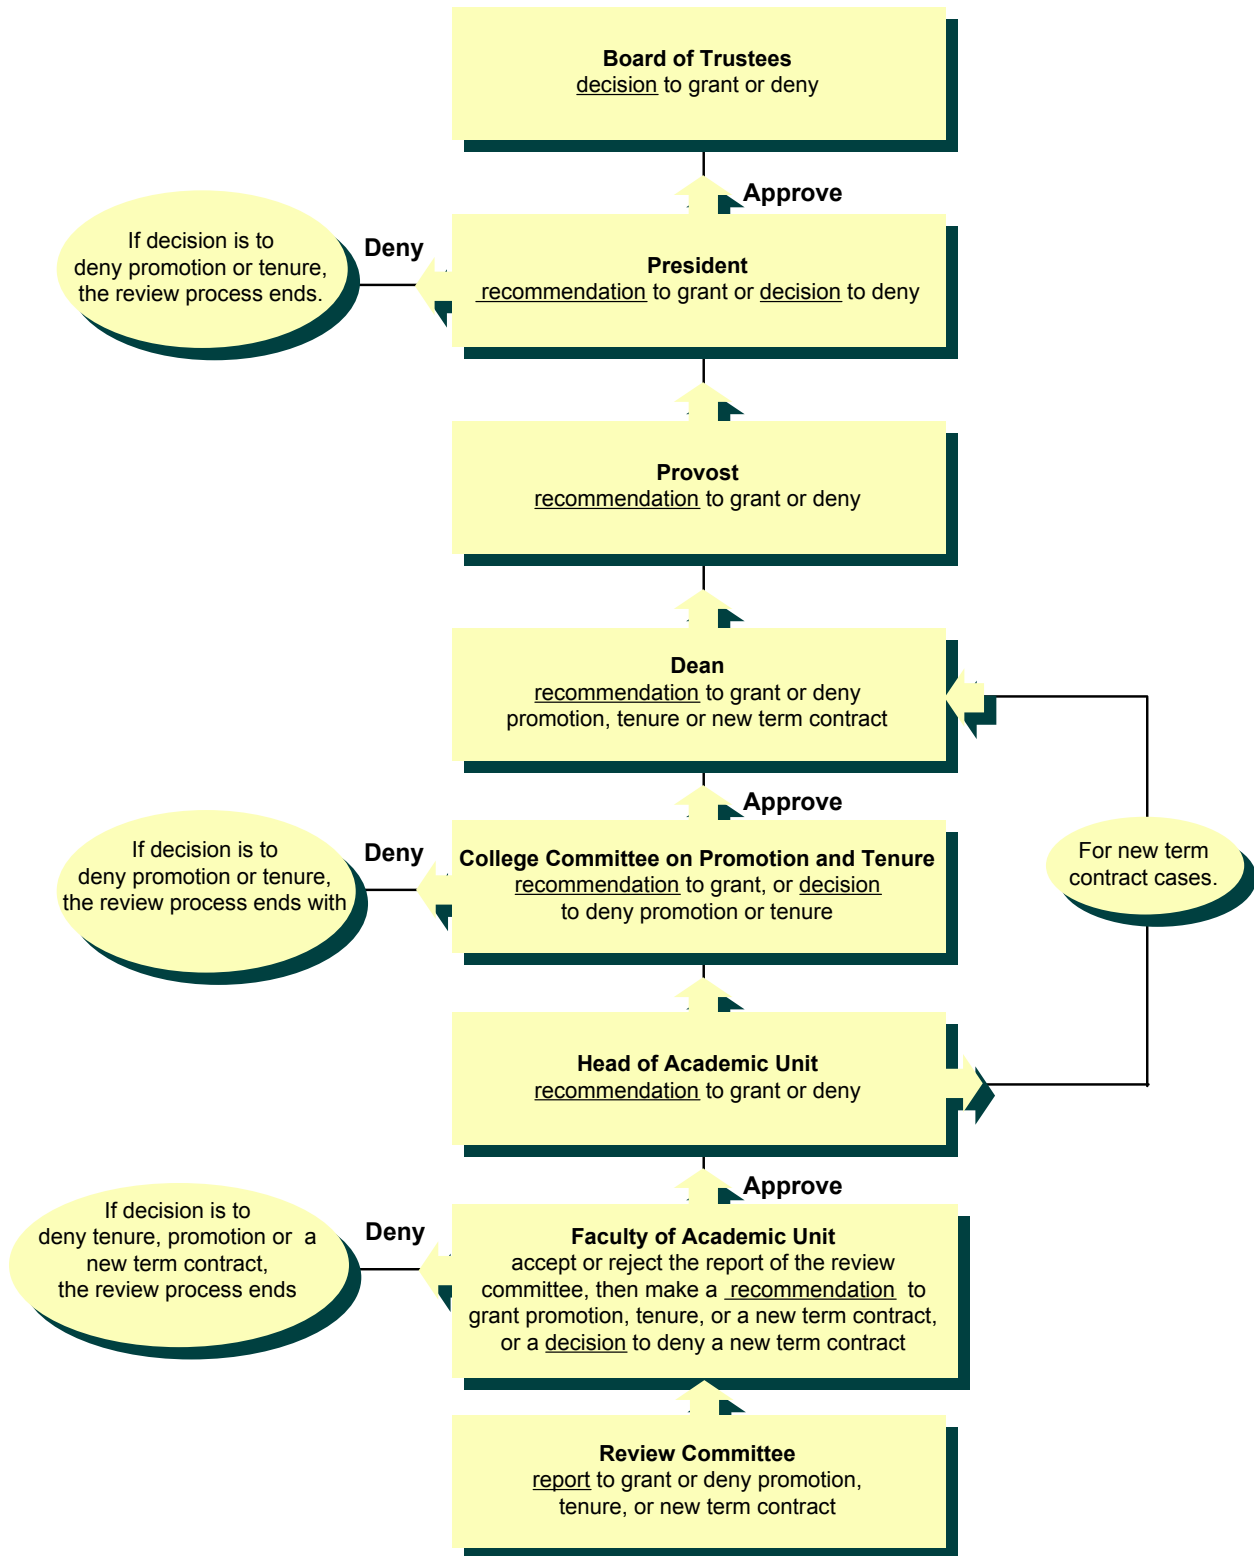 Board of Trustees
decision to grant or deny
Approve
If decision is to
deny promotion or tenure,
the review process ends.
Deny
President
recommendation to grant or decision to deny
Provost
recommendation to grant or deny
Dean
recommendation to grant or deny
promotion, tenure or new term contract
Approve
If decision is to
deny promotion or tenure,
the review process ends with
Deny
College Committee on Promotion and Tenure
recommendation to grant, or decision
to deny promotion or tenure
For new term
contract cases.
Head of Academic Unit
recommendation to grant or deny
Approve
If decision is to
deny tenure, promotion or a
new term contract,
the review process ends
Deny
Faculty of Academic Unit
accept or reject the report of the review
committee, then make a recommendation to
grant promotion, tenure, or a new term contract,
or a decision to deny a new term contract
Review Committee
report to grant or deny promotion,
tenure, or new term contract